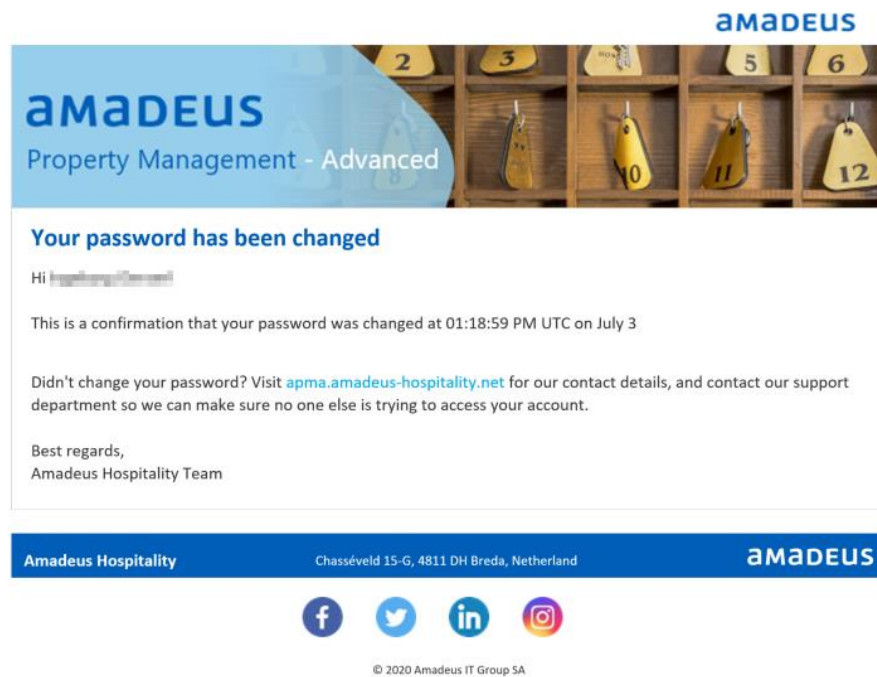 amadeus
2
3
5
6
amadeus
Property Management - Advanced
8
10
11
12
Your password has been changed
Hi
This is a confirmation that your password was changed at 01:18:59 PM UTC on July 3
Didn't change your password? Visit apma.amadeus-hospitality.net for our contact details, and contact our support
department so we can make sure no one else is trying to access your account.
Best regards,
Amadeus Hospitality Team
Amadeus Hospitality
Chasséveld 15-G, 4811 DH Breda, Netherland
amadeus
f
in
© 2020 Amadeus IT Group SA